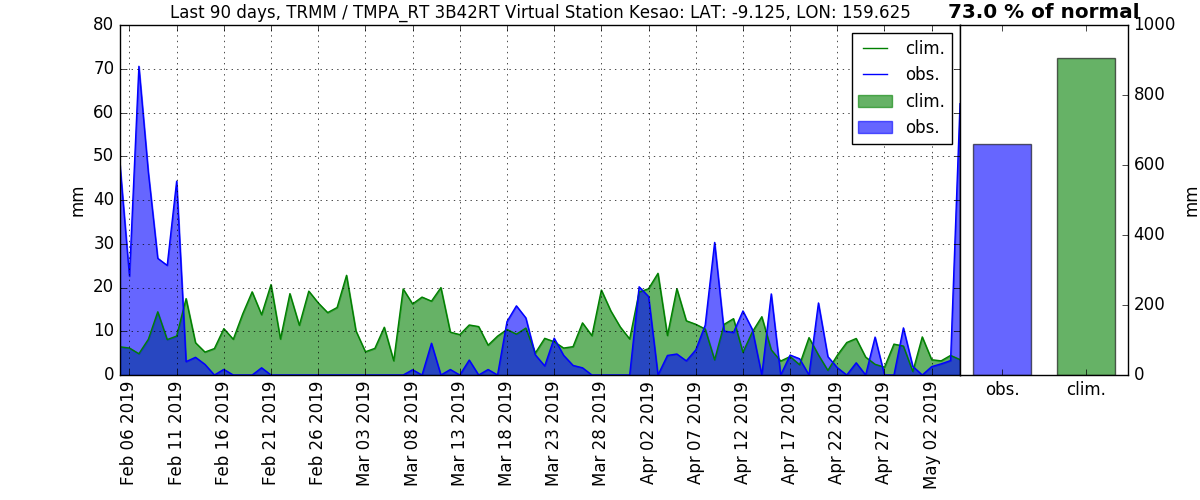 Last 90 days, TRMM / TMPA_RT 3B42RT Virtual Station Kesao: LAT: -9.125, LON: 159.625
73.0 % of normal
80
70
60
50
40
30
20
10
0
mm
clim.
obs.
clim.
obs.
Feb 06 2019
Feb 11 2019
Feb 16 2019
Feb 21 2019
Feb 26 2019
Mar 03 2019
Mar 08 2019
Mar 13 2019
Mar 18 2019
Mar 23 2019
Mar 28 2019
Apr 02 2019
Apr 07 2019
Apr 12 2019
Apr 17 2019
Apr 22 2019
Apr 27 2019
May 02 2019
1000
800
600
400
200
0
mm
obs.
clim.